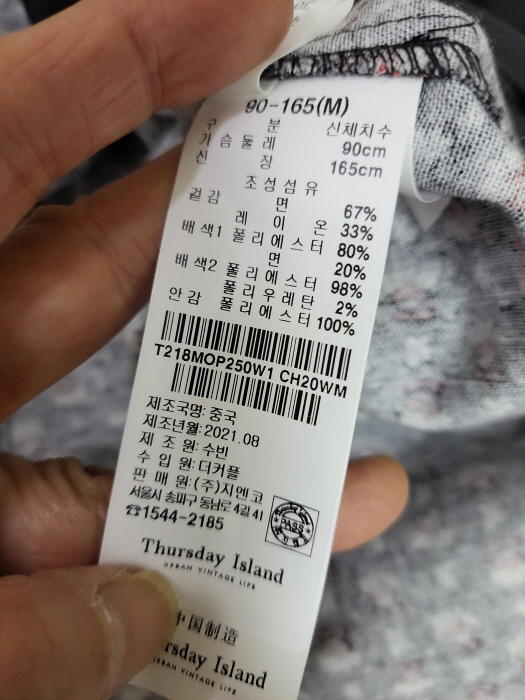 90-165(M)
구 분 신체치수
가슴둘레 90cm
신 장 165cm
조성섬유
겉감 면 67%
레 이 온 33%
배색1 폴리에스터 80%
면 20%
배색2 폴리에스터 98%
폴리우레탄 2%
안감 폴리에스터 100%
T218MOP250W1 CH20WM
제조국명: 중국
제조년월: 2021.08
제 조 원: 수빈
수 입 원: 더커플
판 매 원: (주)지엔코
서울시 송파구 동남로 4길 41
☎1544-2185
PASS
Thursday Island
URBAN VINTAGE LIFE
中国制造
rsday Island
URBAN VINTAGE LIFE